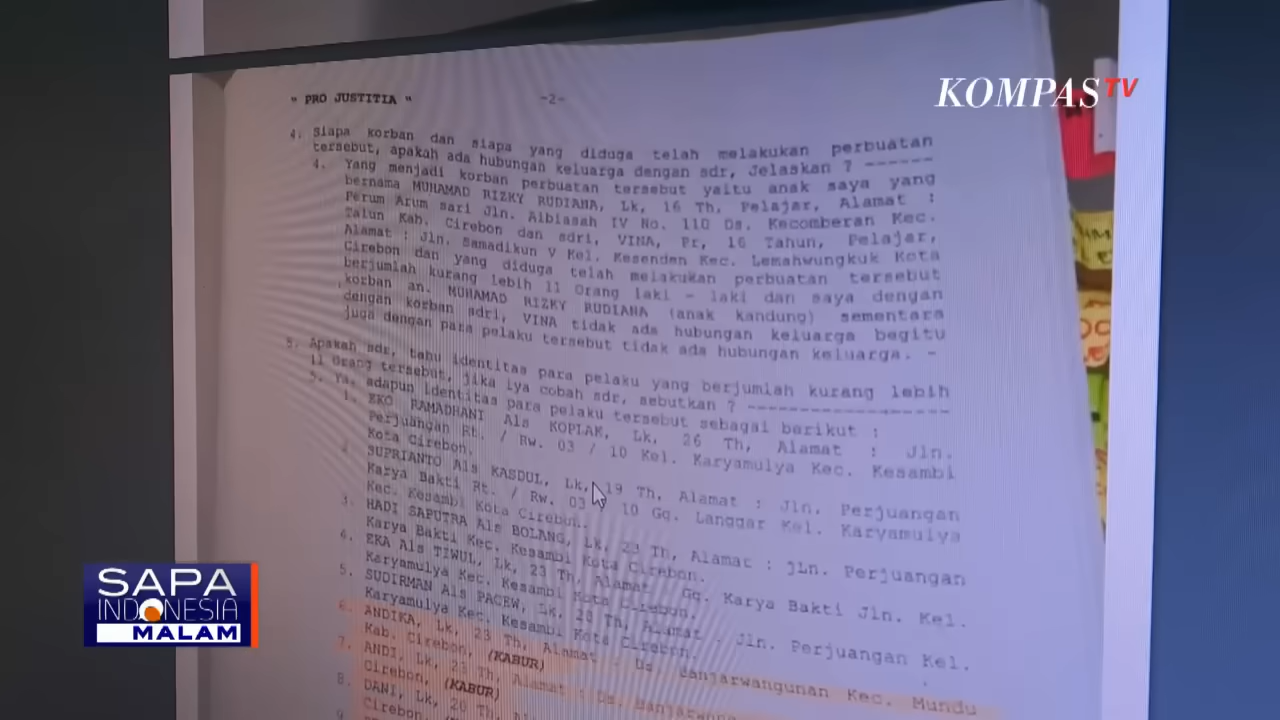 KOMPAS TV
" PRO JUSTITIA " -2-
4. Siapa korban dan siapa yang diduga telah melakukan perbuatan
tersebut, apakah ada hubungan keluarga dengan sdr, Jelaskan ? ------
4. Yang menjadi korban perbuatan tersebut yaitu anak saya yang
bernama MUHAMAD RIZKY RUDIANA, Lk, 16 Th, Pelajar, Alamat :
Perum Arum sari Jln. Albiasah IV No. 110 Ds. Kecomberan Kec.
Talun Kab. Cirebon dan sdri, VINA, Pr, 16 Tahun, Pelajar,
Alamat : Jln. Samadikun V Kel. Kesenden Kec. Lemahwungkuk Kota
Cirebon dan yang diduga telah melakukan perbuatan tersebut
berjumlah kurang lebih 11 Orang laki - laki dan saya dengan
korban an. MUHAMAD RIZKY RUDIANA (anak kandung) sementara
dengan korban sdri, VINA tidak ada hubungan keluarga begitu
juga dengan para pelaku tersebut tidak ada hubungan keluarga. -
5. Apakah sdr, tahu identitas para pelaku yang berjumlah kurang lebih
11 Orang tersebut, jika iya cobah sdr, sebutkan ? ------------------
5. Ya, adapun identitas para pelaku tersebut sebagai barikut :
1. EKO RAMADHANI Als KOPLAK, Lk, 26 Th, Alamat : Jln.
Perjuangan Rt. / Rw. 03 / 10 Kel. Karyamulya Kec. Kesambi
Kota Cirebon.
2. SUPRIANTO Als KASDUL, Lk, 19 Th, Alamat : Jln. Perjuangan
Karya Bakti Rt. / Rw. 03 10 Gg. Langgar Kel. Karyamulya
Kec. Kesambi Kota Cirebon.
3. HADI SAPUTRA Als BOLANG, Lk, 23 Th, Alamat : jLn. Perjuangan
Karya Bakti Kec. Kesambi Kota Cirebon.
4. EKA Als TIWUL, Lk, 23 Th, Alamat Gg. Karya Bakti Jln. Kel.
Karyamulya Kec. Kesambi Kota Cirebon.
5. SUDIRMAN Als PACEW, Lk, 20 Th, Alamat : Jln. Perjuangan Kel.
Karyamulya Kec. Kesambi Kota Cirebon.
6. ANDIKA, Lk, 23 Th, Alamat Ds. Banjarwangunan Kec. Mundu
Kab. Cirebon, (KABUR)
7. ANDI, Lk, 23 Th, Alamat : Ds.
Cirebon, (KABUR)
8. DANI, Lk, 20 Th,
Cirebon,
9.
SAPA
INDONESIA
MALAM